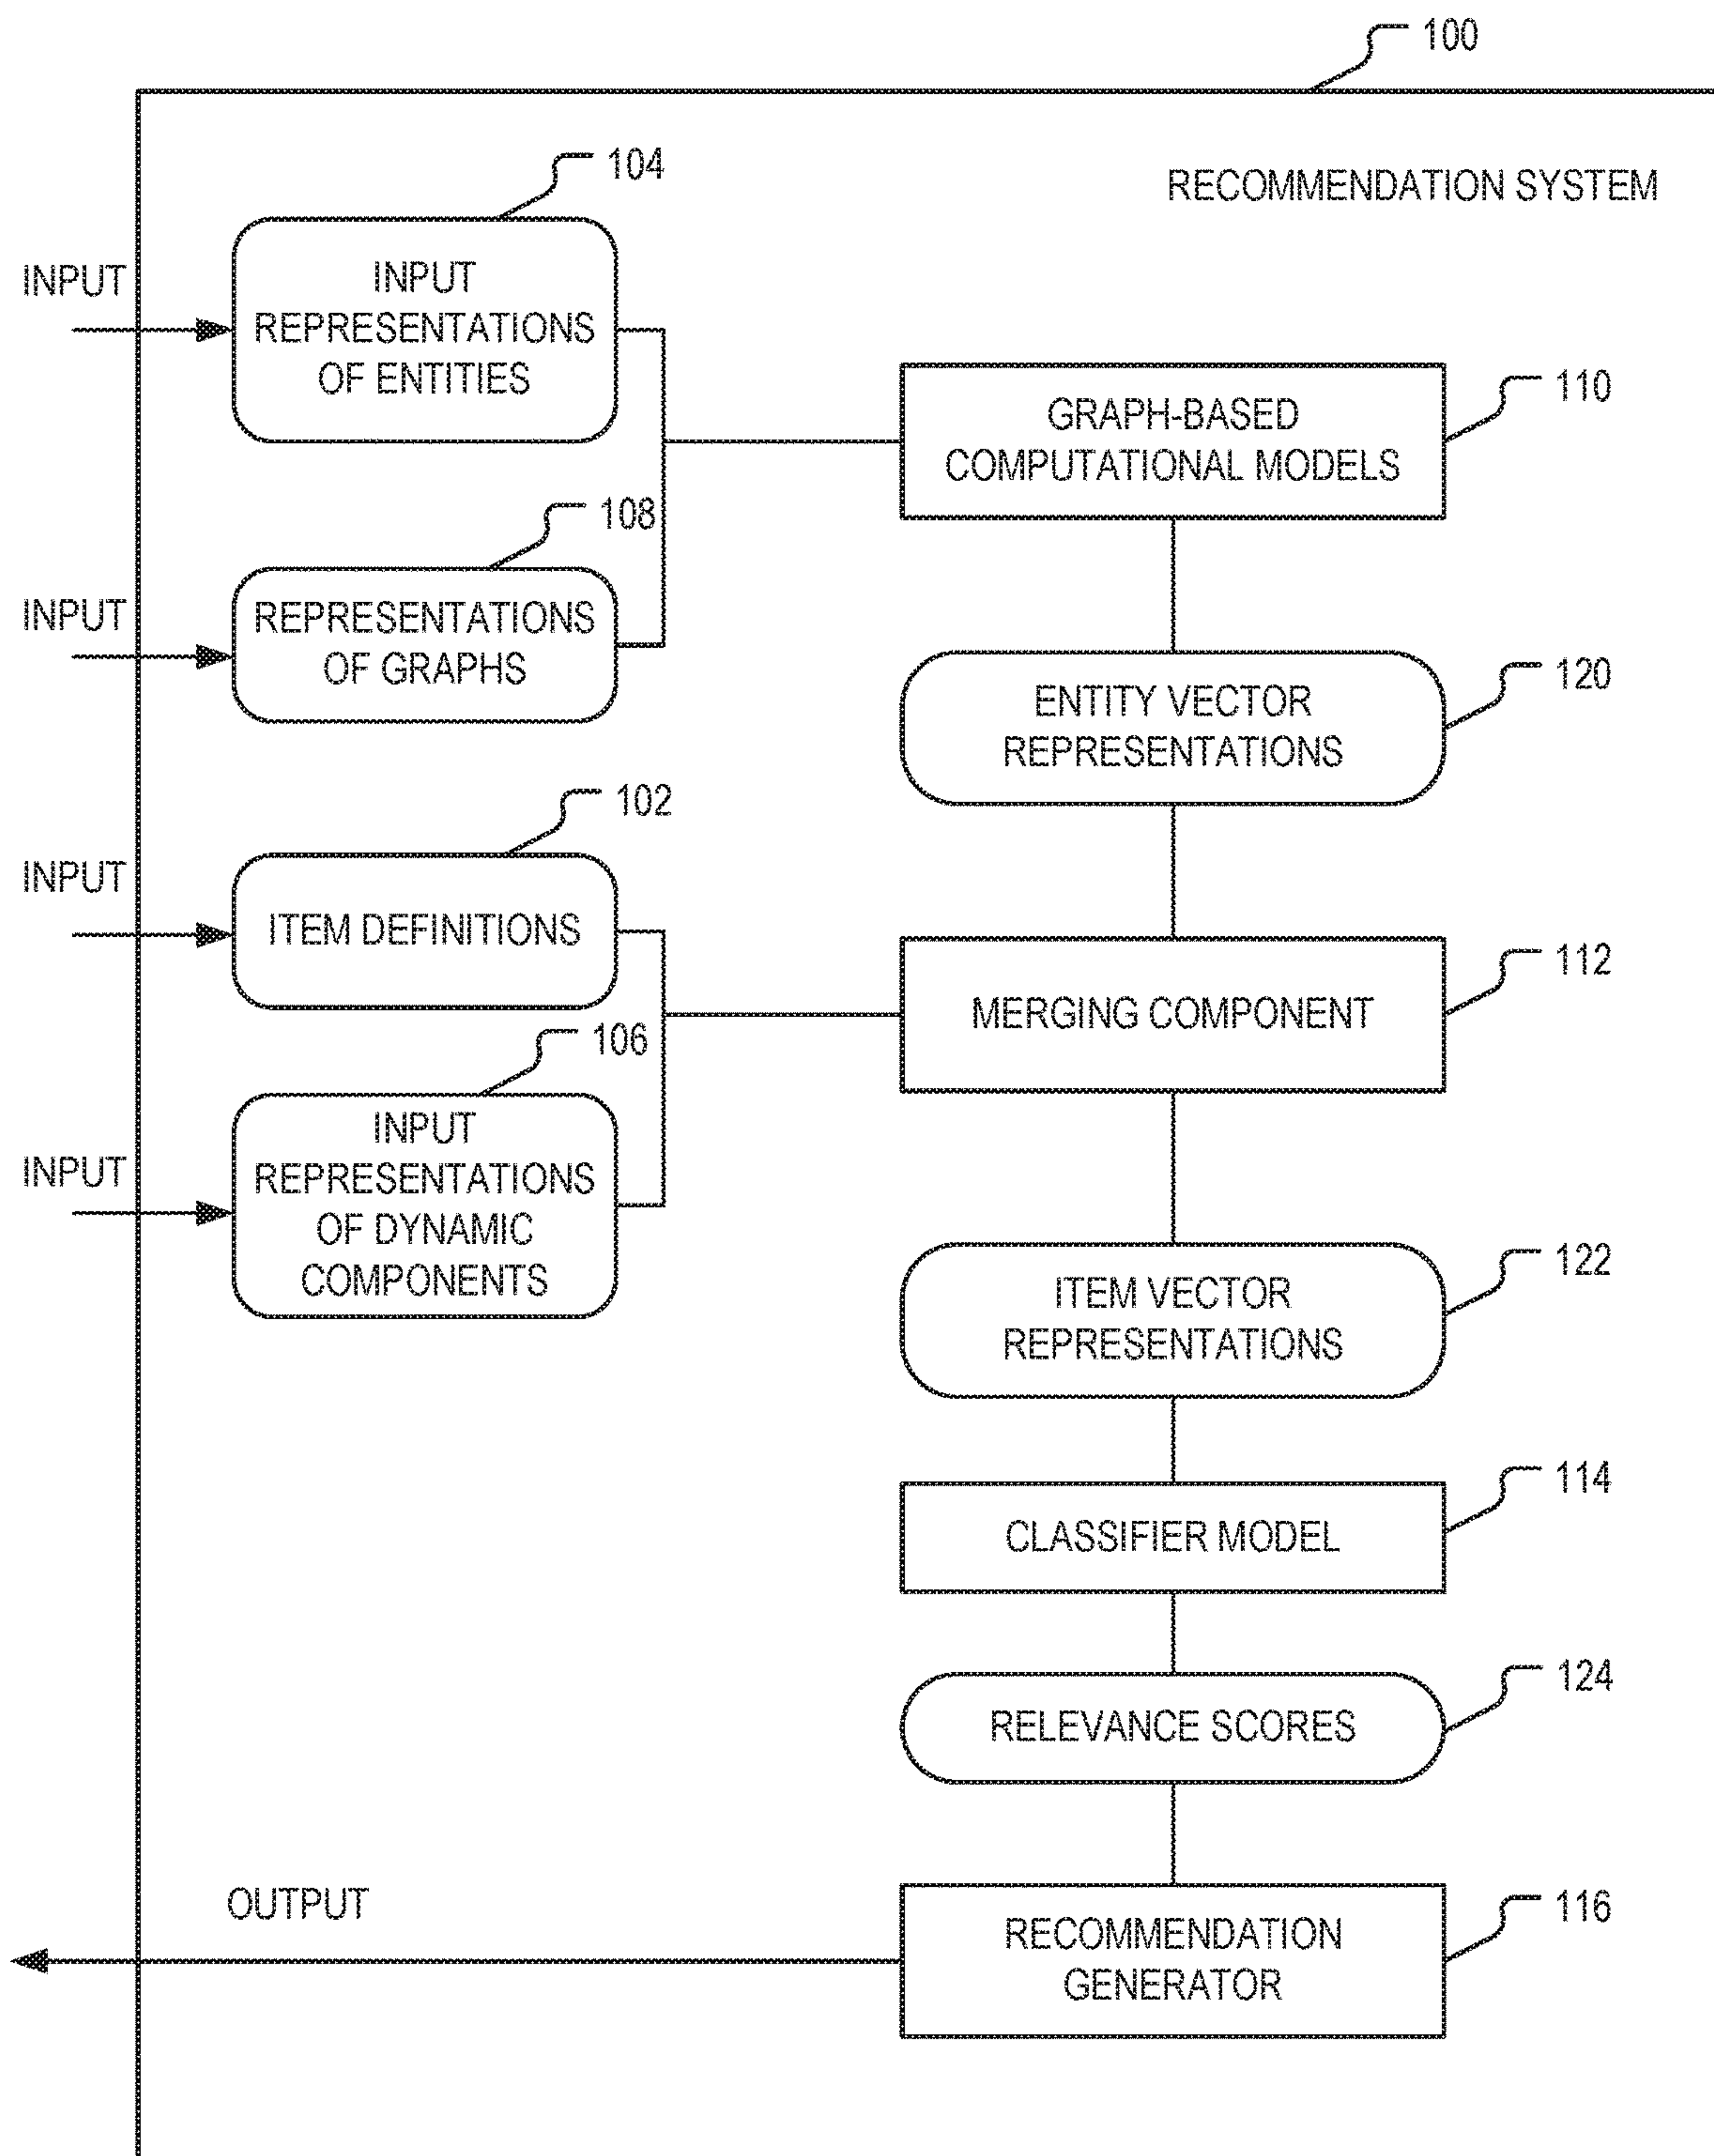 100
RECOMMENDATION SYSTEM
104
INPUT
INPUT
REPRESENTATIONS
OF ENTITIES
108
INPUT
REPRESENTATIONS
OF GRAPHS
102
INPUT
ITEM DEFINITIONS
106
INPUT
INPUT
REPRESENTATIONS
OF DYNAMIC
COMPONENTS
110
GRAPH-BASED
COMPUTATIONAL MODELS
120
ENTITY VECTOR
REPRESENTATIONS
112
MERGING COMPONENT
122
ITEM VECTOR
REPRESENTATIONS
114
CLASSIFIER MODEL
124
RELEVANCE SCORES
116
RECOMMENDATION
GENERATOR
OUTPUT